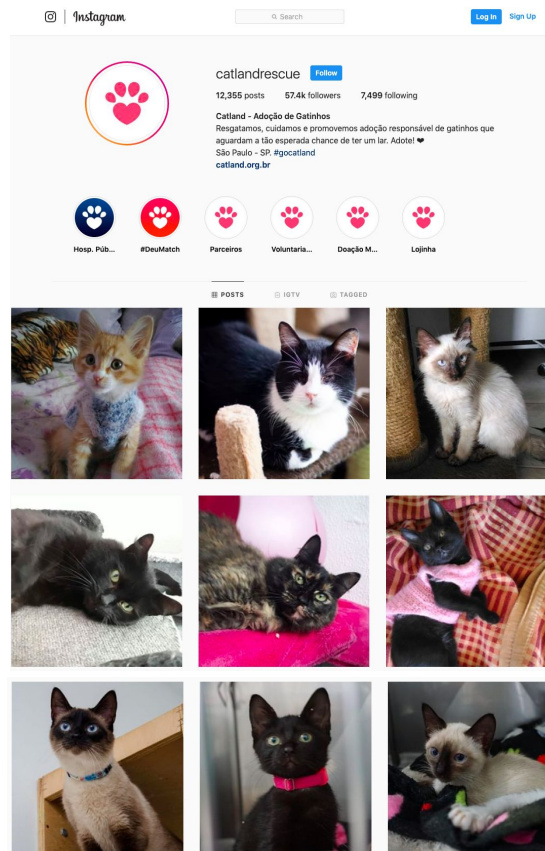 Instagram
Search
Log In
Sign Up
catlandrescue
Follow
12,355 posts 57.4k followers 7,499 following
Catland - Adoção de Gatinhos
Resgatamos, cuidamos e promovemos adoção responsável de gatinhos que
aguardam a tão esperada chance de ter um lar. Adote! ❤
São Paulo - SP. #gocatland
catland.org.br
Hosp. Púb... #DeuMatch Parceiros Voluntaria... Doação M... Lojinha
POSTS IGTV TAGGED